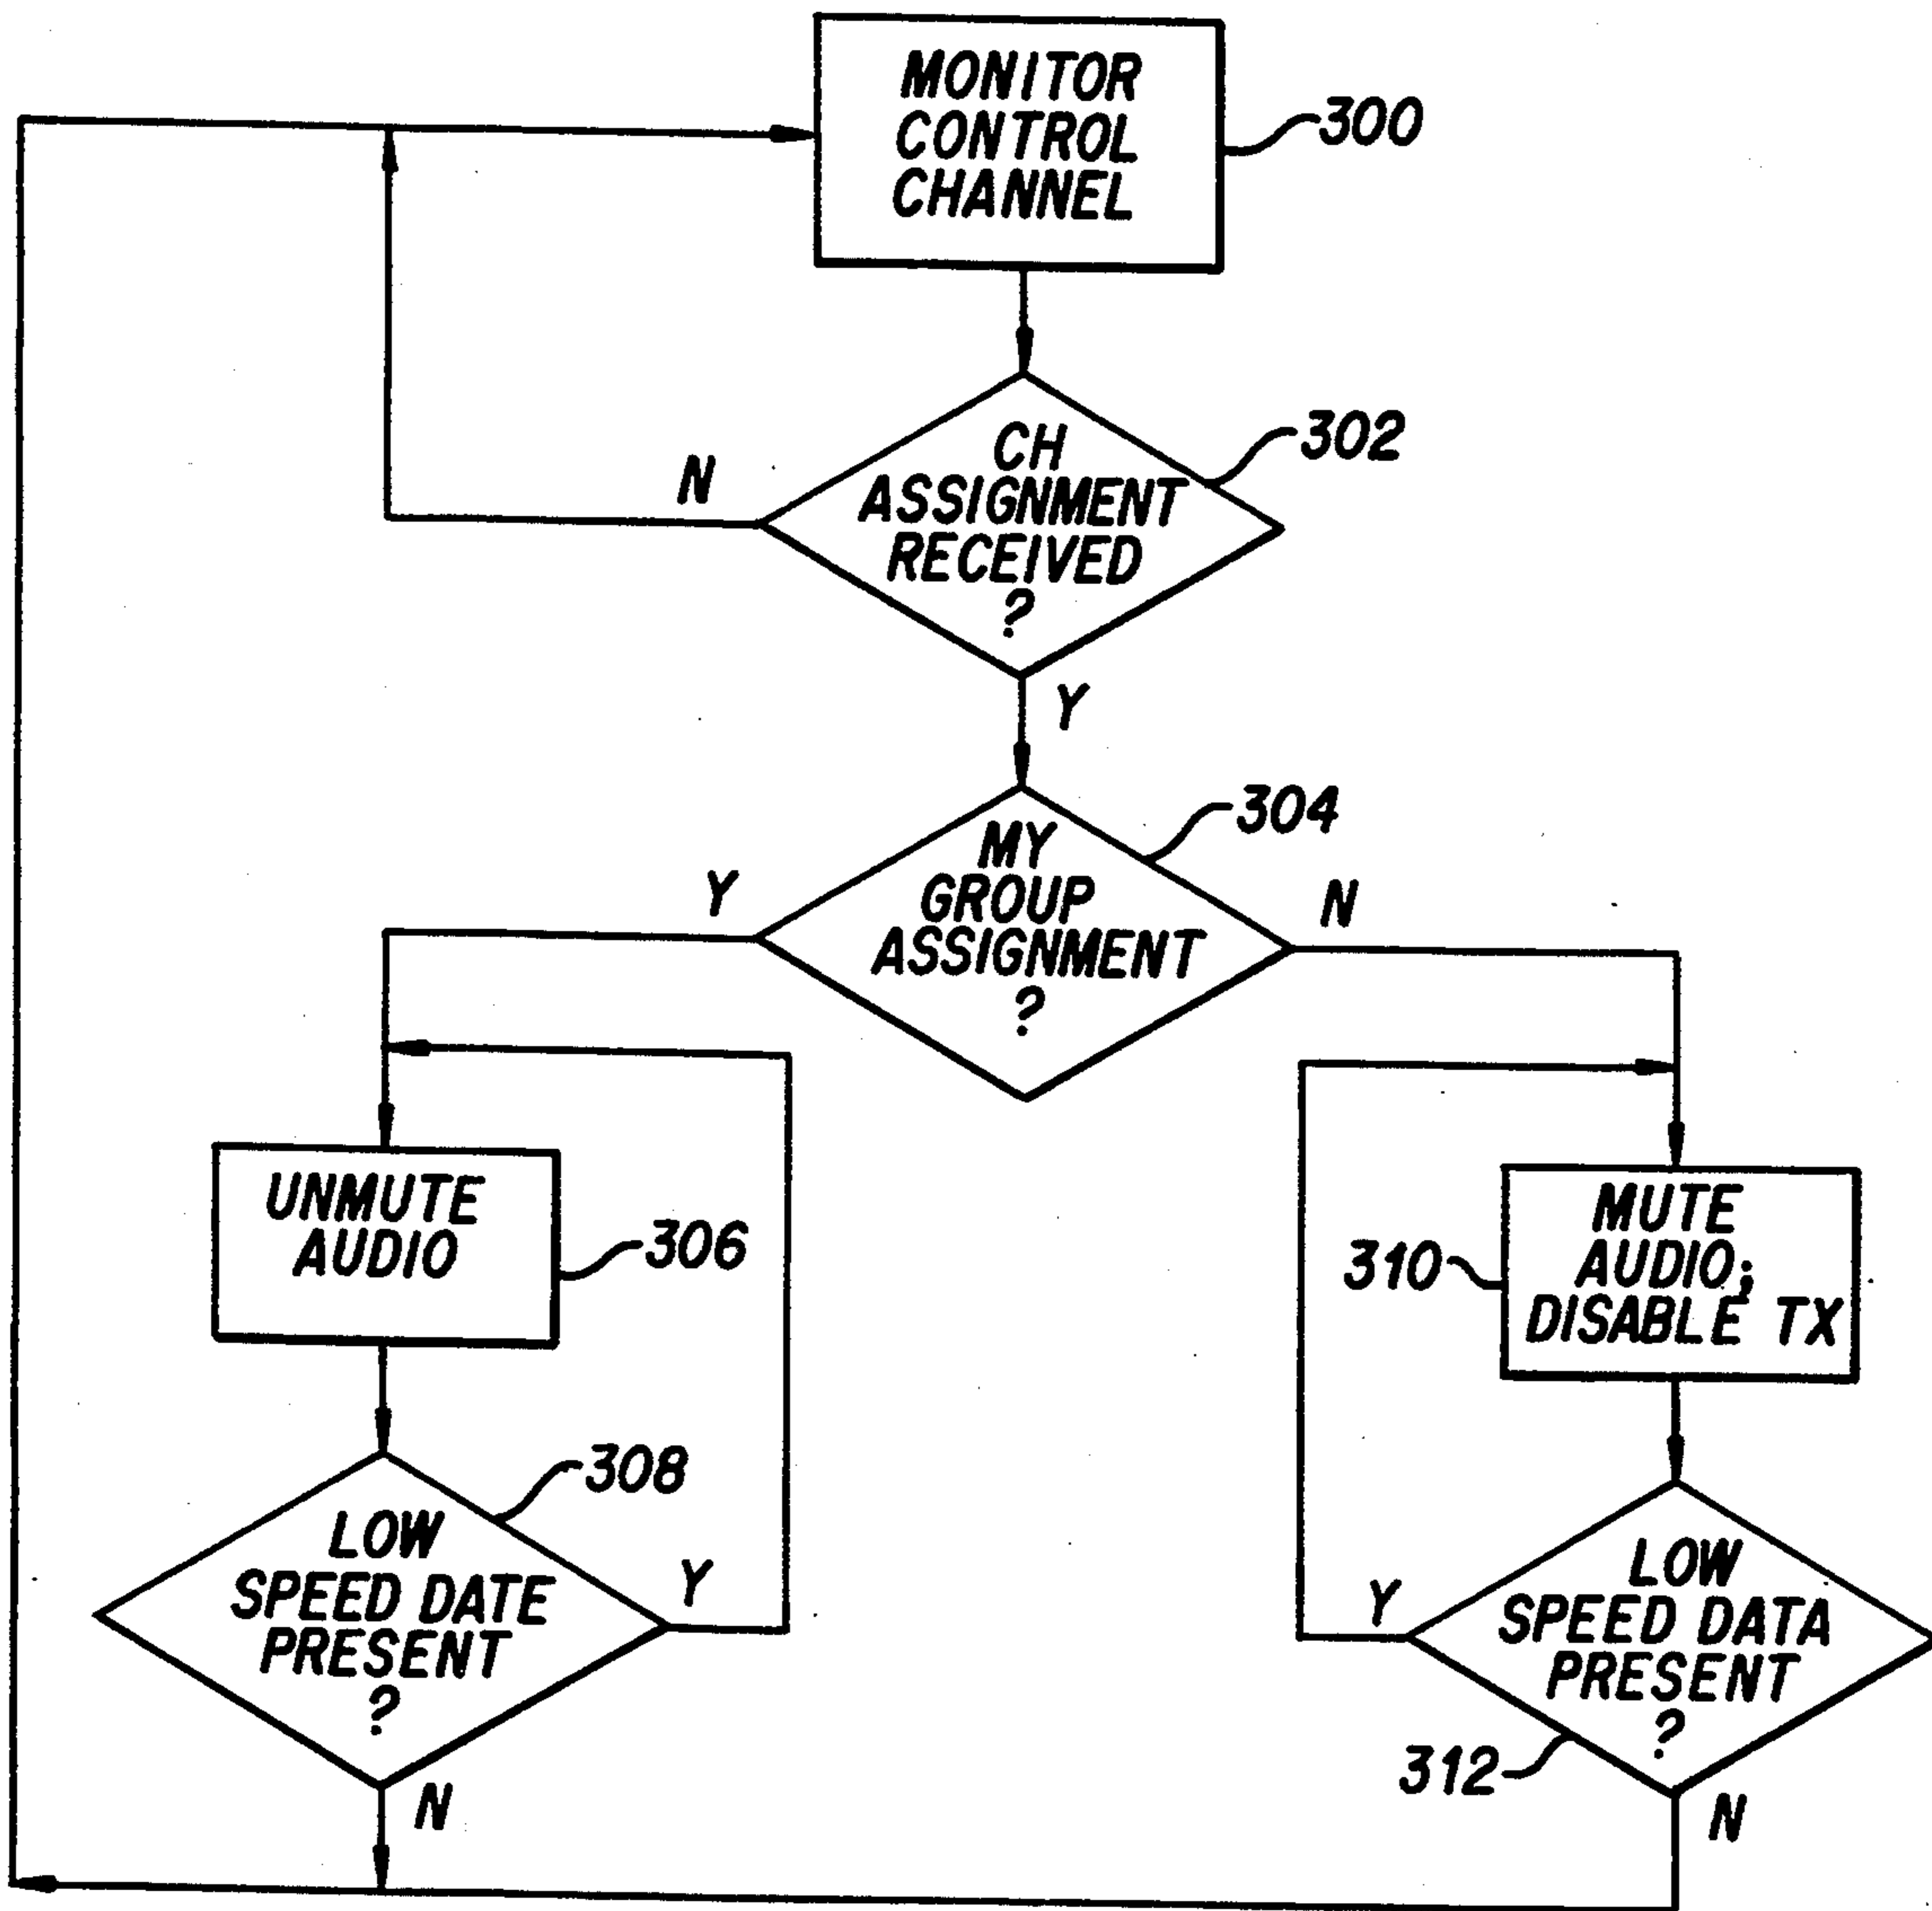 MONITOR
CONTROL
CHANNEL
300
CH
ASSIGNMENT
RECEIVED
?
302
N
Y
MY
GROUP
ASSIGNMENT
?
304
Y
N
UNMUTE
AUDIO
306
MUTE
AUDIO;
DISABLE TX
310
LOW
SPEED DATE
PRESENT
?
308
Y
N
LOW
SPEED DATA
PRESENT
?
312
Y
N